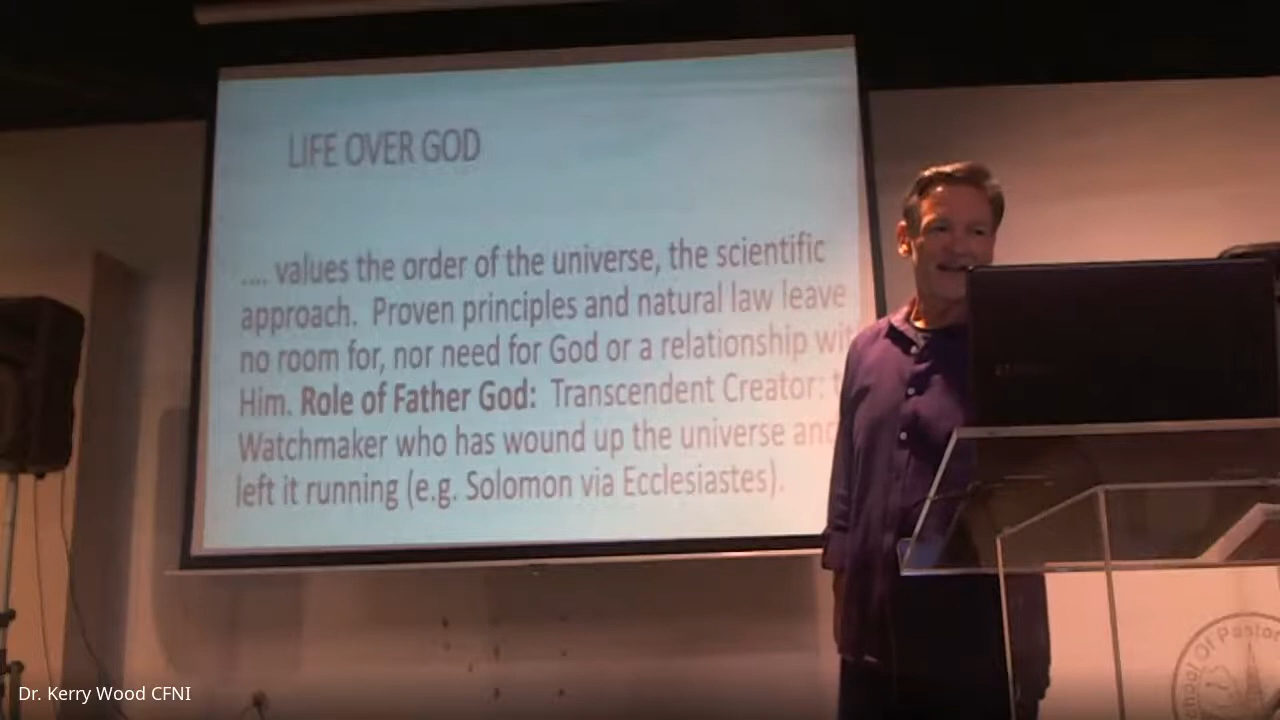 LIFE OVER GOD
.... values the order of the universe, the scientific
approach. Proven principles and natural law leave
no room for, nor need for God or a relationship wit
Him. Role of Father God: Transcendent Creator: t
Watchmaker who has wound up the universe and
left it running (e.g. Solomon via Ecclesiastes).
Of Pastor
Dr. Kerry Wood CFNI